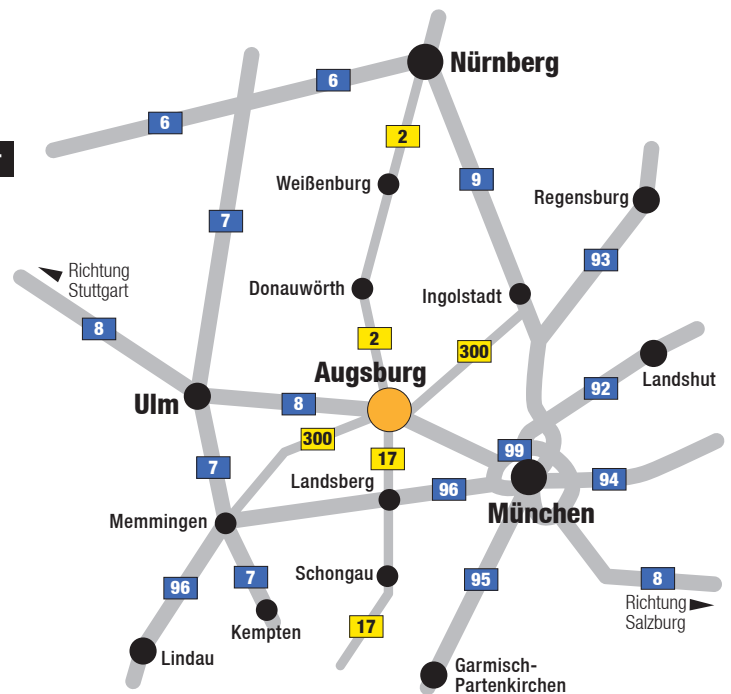 Nürnberg
6
6
2
Weißenburg
9
Regensburg
7
93
Richtung
Stuttgart
Donauwörth
Ingolstadt
8
2
300
Augsburg
Landshut
92
Ulm
8
300
17
99
7
Landsberg
96
94
München
Memmingen
Schongau
96
7
95
8
Richtung
Salzburg
Kempten
17
Lindau
Garmisch-
Partenkirchen